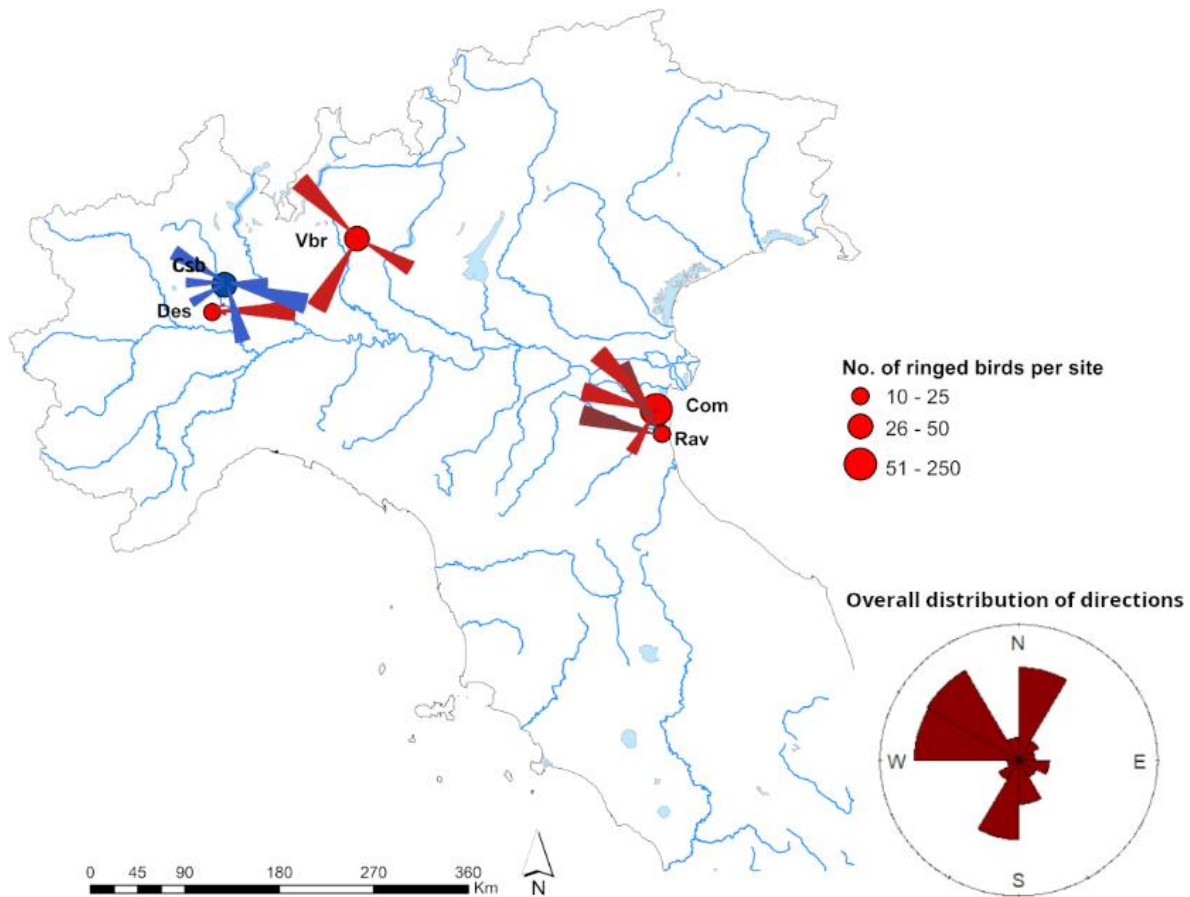 Vbr
Csb
Des
Com
Rav
No. of ringed birds per site
10 - 25
26 - 50
51 - 250
Overall distribution of directions
N
W E
S
0 45 90 180 270 360
Km
N